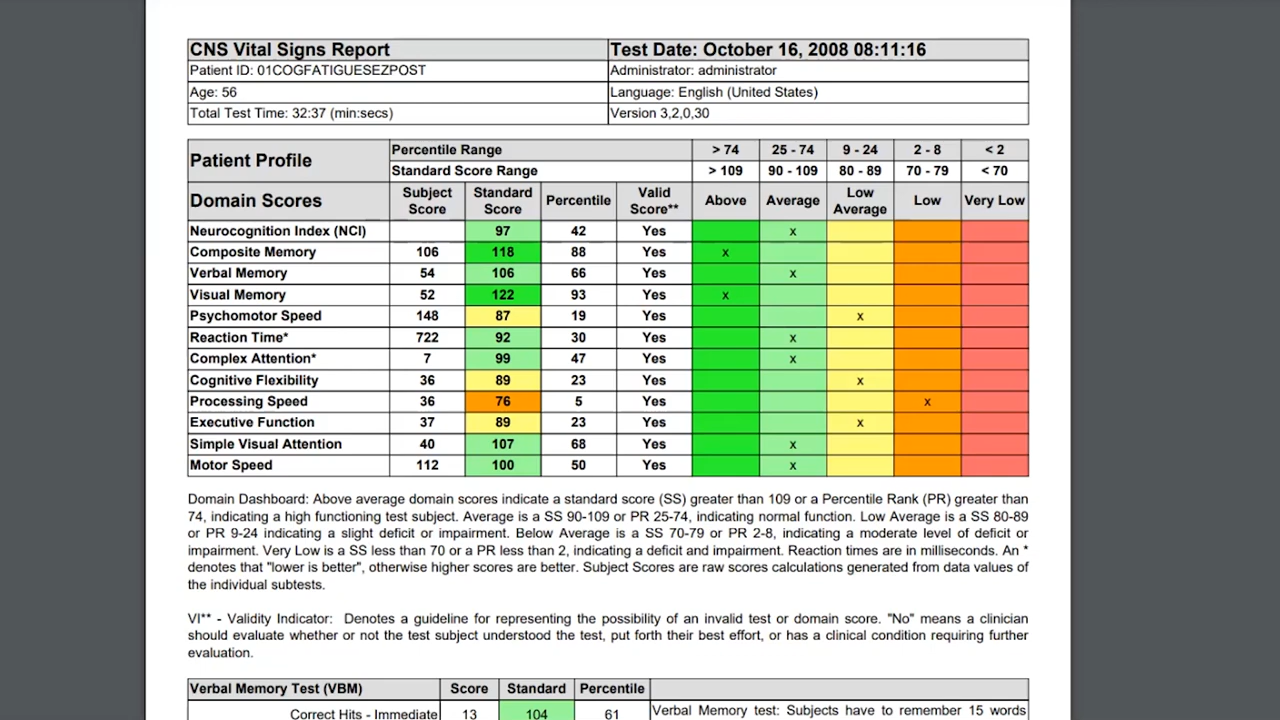 CNS Vital Signs Report Test Date: October 16, 2008 08:11:16
Patient ID: 01COGFATIGUESEZPOST Administrator: administrator
Age: 56 Language: English (United States)
Total Test Time: 32:37 (min:secs) Version 3,2,0,30
Patient Profile Percentile Range > 74 25 - 74 9 - 24 2 - 8 < 2
Standard Score Range > 109 90 - 109 80 - 89 70 - 79 < 70
Domain Scores Subject Score Standard Score Percentile Valid Score** Above Average Low Average Low Very Low
Neurocognition Index (NCI) 97 42 Yes x
Composite Memory 106 118 88 Yes x
Verbal Memory 54 106 66 Yes x
Visual Memory 52 122 93 Yes x
Psychomotor Speed 148 87 19 Yes x
Reaction Time* 722 92 30 Yes x
Complex Attention* 7 99 47 Yes x
Cognitive Flexibility 36 89 23 Yes x
Processing Speed 36 76 5 Yes x
Executive Function 37 89 23 Yes x
Simple Visual Attention 40 107 68 Yes x
Motor Speed 112 100 50 Yes x
Domain Dashboard: Above average domain scores indicate a standard score (SS) greater than 109 or a Percentile Rank (PR) greater than
74, indicating a high functioning test subject. Average is a SS 90-109 or PR 25-74, indicating normal function. Low Average is a SS 80-89
or PR 9-24 indicating a slight deficit or impairment. Below Average is a SS 70-79 or PR 2-8, indicating a moderate level of deficit or
impairment. Very Low is a SS less than 70 or a PR less than 2, indicating a deficit and impairment. Reaction times are in milliseconds. An *
denotes that "lower is better", otherwise higher scores are better. Subject Scores are raw scores calculations generated from data values of
the individual subtests.
VI** - Validity Indicator: Denotes a guideline for representing the possibility of an invalid test or domain score. "No" means a clinician
should evaluate whether or not the test subject understood the test, put forth their best effort, or has a clinical condition requiring further
evaluation.
Verbal Memory Test (VBM) Score Standard Percentile
Correct Hits - Immediate 13 104 61 Verbal Memory test: Subjects have to remember 15 words